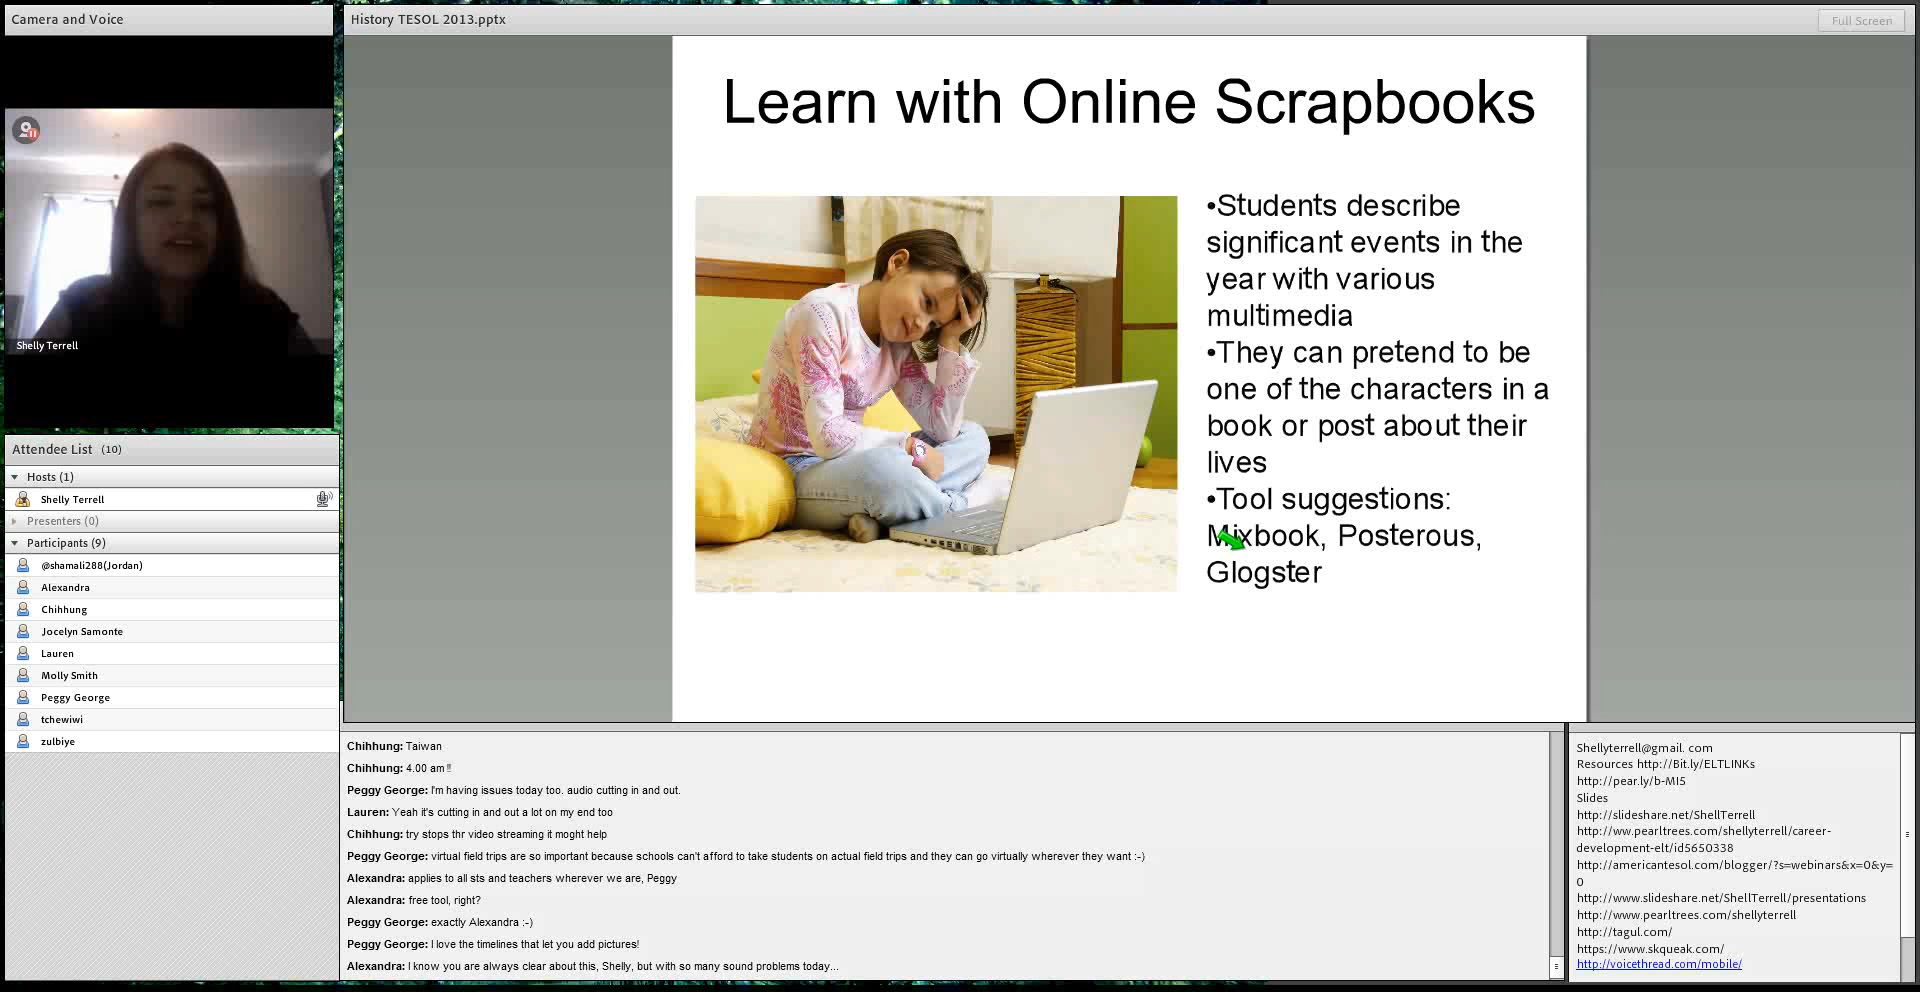 Camera and Voice
Shelly Terrell
Attendee List (10)
Hosts (1)
Shelly Terrell
Presenters (0)
Participants (9)
@shamali288(Jordan)
Alexandra
Chihhung
Jocelyn Samonte
Lauren
Molly Smith
Peggy George
tchewiwi
zulbiye
History TESOL 2013.pptx
Full Screen
Learn with Online Scrapbooks
•Students describe
significant events in the
year with various
multimedia
•They can pretend to be
one of the characters in a
book or post about their
lives
•Tool suggestions:
Mixbook, Posterous,
Glogster
Chihhung: Taiwan
Chihhung: 4.00 am!!
Peggy George: I'm having issues today too. audio cutting in and out.
Lauren: Yeah it's cutting in and out a lot on my end too
Chihhung: try stops thr video streaming it moght help
Peggy George: virtual field trips are so important because schools can't afford to take students on actual field trips and they can go virtually wherever they want :-)
Alexandra: applies to all sts and teachers wherever we are, Peggy
Alexandra: free tool, right?
Peggy George: exactly Alexandra :-)
Peggy George: I love the timelines that let you add pictures!
Alexandra: I know you are always clear about this, Shelly, but with so many sound problems today...
Shellyterrell@gmail. com
Resources http://Bit.ly/ELTLINKs
http://pear.ly/b-MI5
Slides
http://slideshare.net/ShellTerrell
http://ww.pearltrees.com/shellyterrell/career-
development-elt/id5650338
http://americantesol.com/blogger/?s=webinars&x=0&y=
0
http://www.slideshare.net/ShellTerrell/presentations
http://www.pearltrees.com/shellyterrell
http://tagul.com/
https://www.skqueak.com/
http://voicethread.com/mobile/